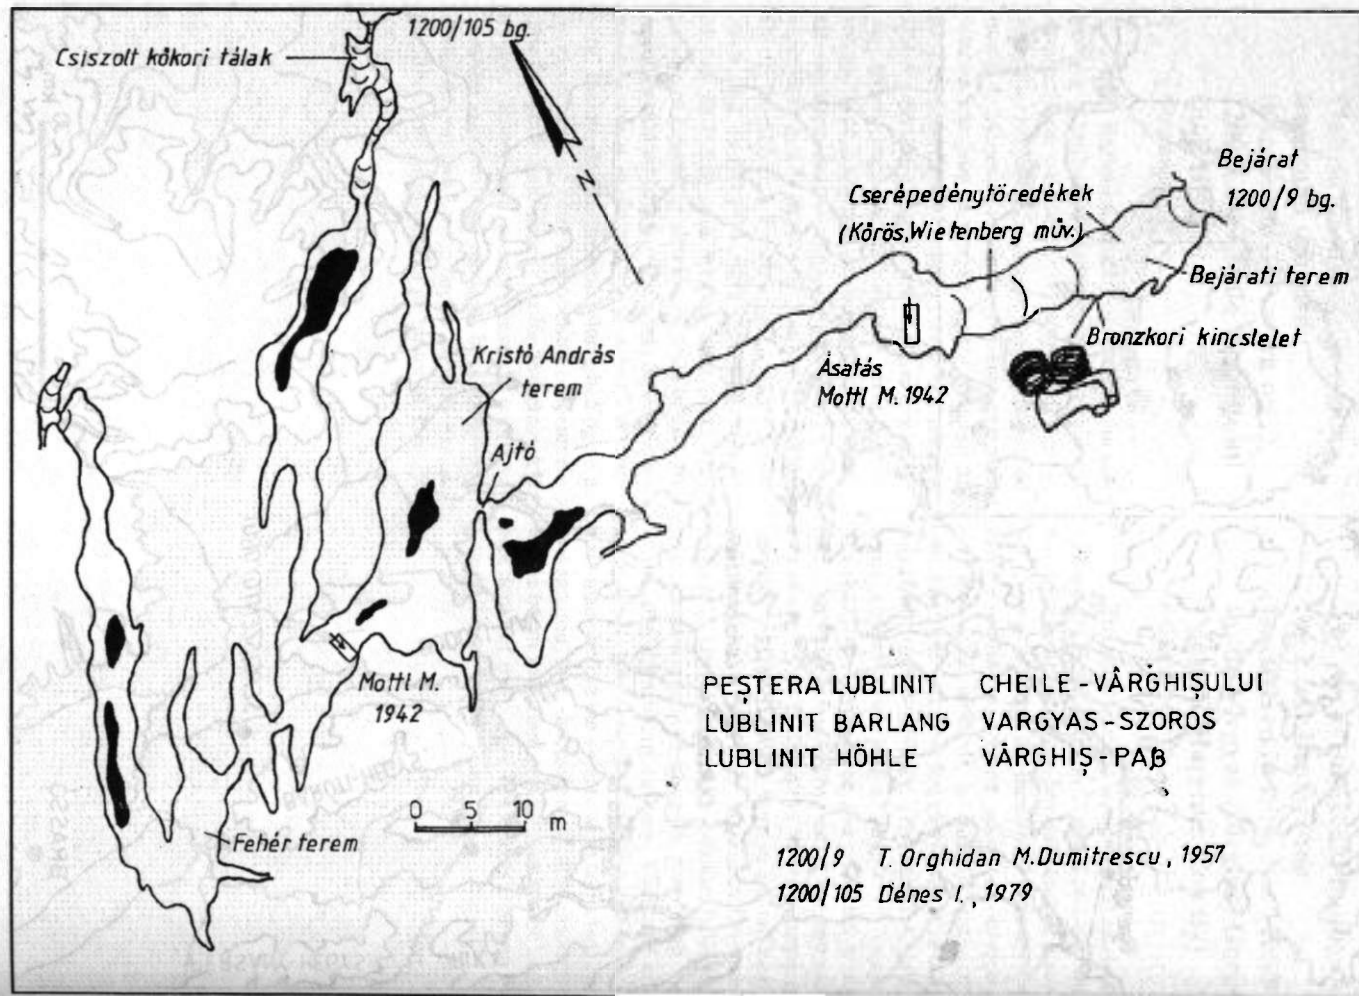 1200/105 bg.
Csiszolt kőkori tálak
N
Bejárat
1200/9 bg.
Cserépedénytöredékek
(Körös, Wietenberg műv.)
Bejárati terem
Bronzkori kincslelet
Ásatás
Mottl M. 1942
Kristó András
terem
Ajtó
Mottl M.
1942
Fehér terem
0 5 10 m
PEȘTERA LUBLINIT CHEILE-VÂRGHIȘULUI
LUBLINIT BARLANG VARGYAS-SZOROS
LUBLINIT HÖHLE VÂRGHIȘ-PAß
1200/9 T. Orghidan M. Dumitrescu, 1957
1200/105 Dénes I., 1979
BRASSO